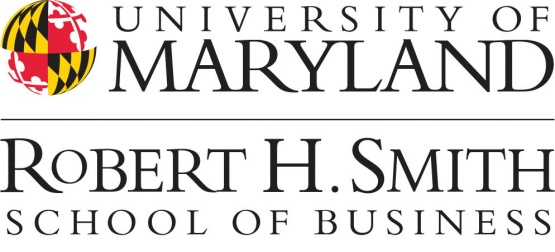 UNIVERSITY OF
MARYLAND
ROBERT H. SMITH
SCHOOL OF BUSINESS